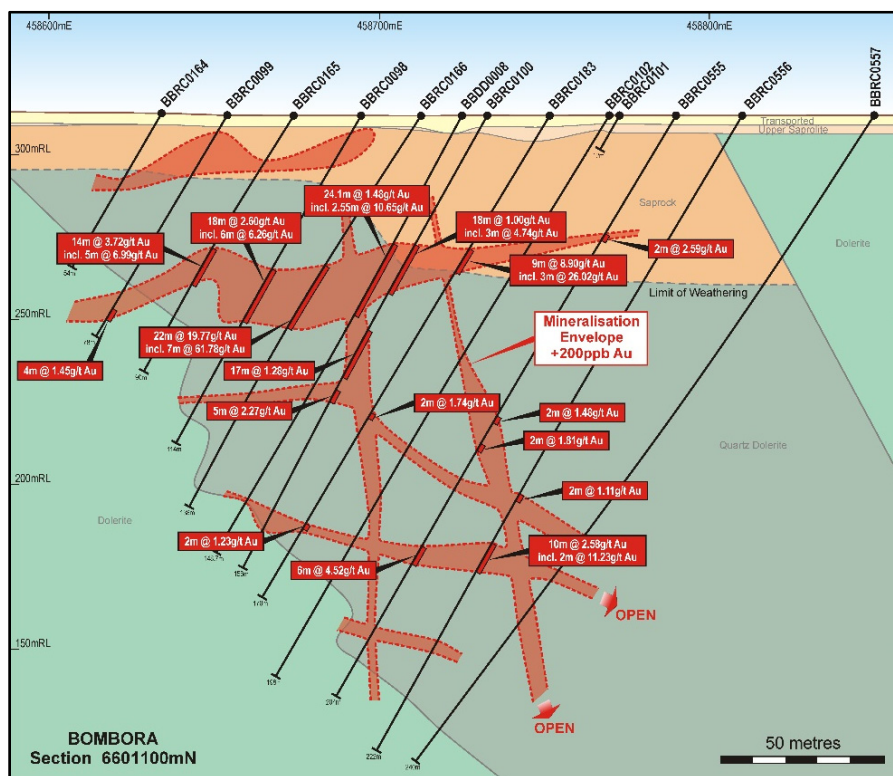 458600mE
458700mE
458800mE
BBRC0164
BBRC0099
BBRC0165
BBRC0098
BBRC0166
BBDD0008
BBRC0100
BBRC0183
BBRC0102
BBRC0101
BBRC0555
BBRC0556
BBRC0557
Transported
Upper Saprolite
300mRL
Saprock
24.1m @ 1.48g/t Au
incl. 2.55m @ 10.65g/t Au
18m @ 2.60g/t Au
incl. 6m @ 6.26g/t Au
18m @ 1.00g/t Au
incl. 3m @ 4.74g/t Au
14m @ 3.72g/t Au
incl. 5m @ 6.99g/t Au
2m @ 2.59g/t Au
Dolerite
9m @ 8.90g/t Au
incl. 3m @ 26.02g/t Au
Limit of Weathering
250mRL
22m @ 19.77g/t Au
incl. 7m @ 61.78g/t Au
Mineralisation
Envelope
+200ppb Au
4m @ 1.45g/t Au
17m @ 1.28g/t Au
5m @ 2.27g/t Au
2m @ 1.74g/t Au
2m @ 1.48g/t Au
2m @ 1.81g/t Au
114m
Quartz Dolerite
200mRL
2m @ 1.11g/t Au
Dolerite
2m @ 1.23g/t Au
10m @ 2.58g/t Au
incl. 2m @ 11.23g/t Au
6m @ 4.52g/t Au
OPEN
150mRL
204m
OPEN
222m
240m
BOMBORA
Section 6601100mN
50 metres